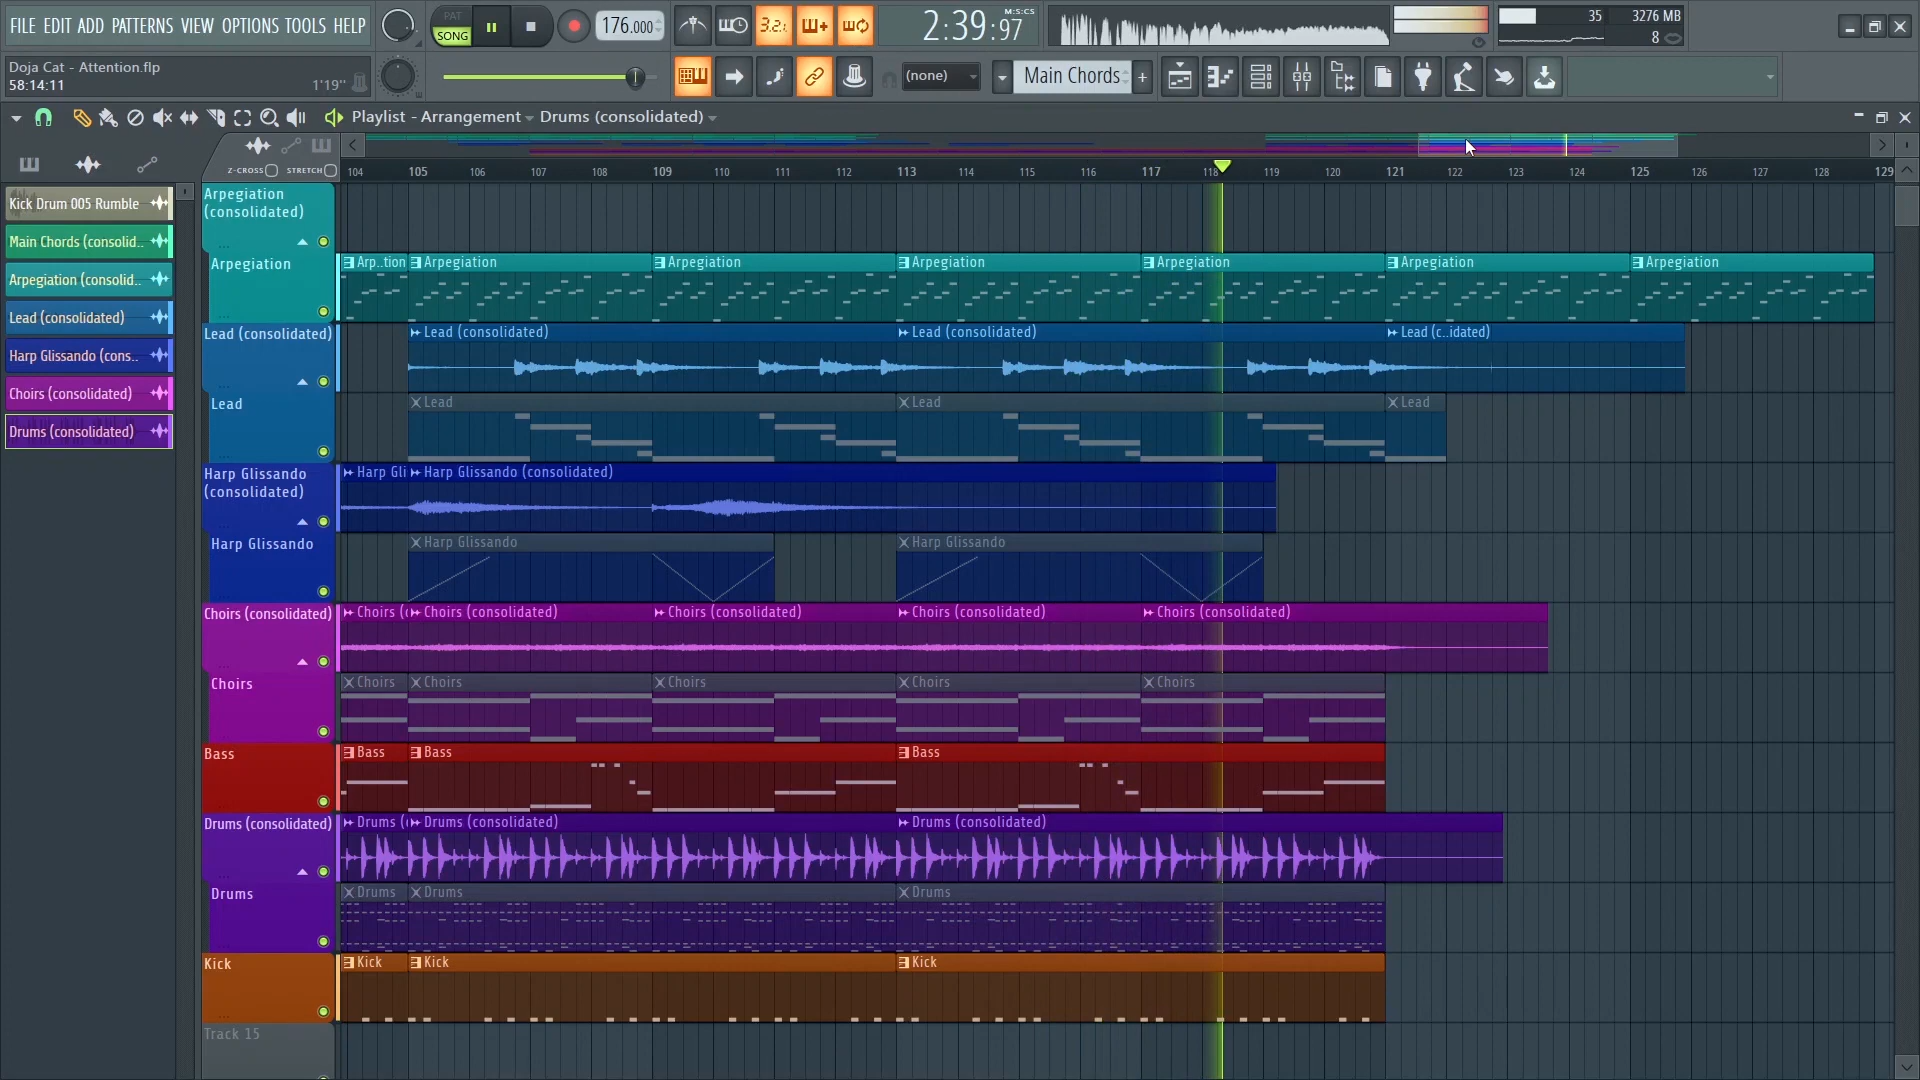 FILE EDIT ADD PATTERNS VIEW OPTIONS TOOLS HELP
PAT
SONG
176.000
3.2.1
2:39:97
M:S:CS
35
3276 MB
8
Doja Cat - Attention.flp
58:14:11
1'19"
(none)
Main Chords
Playlist - Arrangement
Drums (consolidated)
Z-CROSS
STRETCH
104 105 106 107 108 109 110 111 112 113 114 115 116 117 118 119 120 121 122 123 124 125 126 127 128 129
Kick Drum 005 Rumble
Main Chords (consolid..
Arpegiation (consolid..
Lead (consolidated)
Harp Glissando (cons..
Choirs (consolidated)
Drums (consolidated)
Arpegiation
(consolidated)
Arpegiation
Arp..tion Arpegiation Arpegiation Arpegiation Arpegiation Arpegiation Arpegiation
Lead (consolidated)
Lead (consolidated) Lead (consolidated) Lead (c..idated)
Lead
Lead Lead Lead
Harp Glissando
(consolidated)
Harp Gli Harp Glissando (consolidated)
Harp Glissando
Harp Glissando Harp Glissando
Choirs (consolidated)
Choirs ( Choirs (consolidated) Choirs (consolidated) Choirs (consolidated) Choirs (consolidated)
Choirs
Choirs Choirs Choirs Choirs Choirs
Bass
Bass Bass Bass
Drums (consolidated)
Drums ( Drums (consolidated) Drums (consolidated)
Drums
Drums Drums Drums
Kick
Kick Kick Kick
Track 15